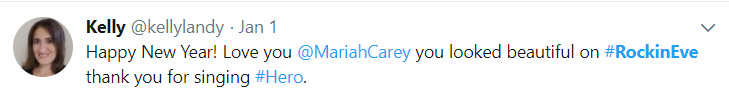 Kelly @kellylandy · Jan 1
Happy New Year! Love you @MariahCarey you looked beautiful on #RockinEve
thank you for singing #Hero.